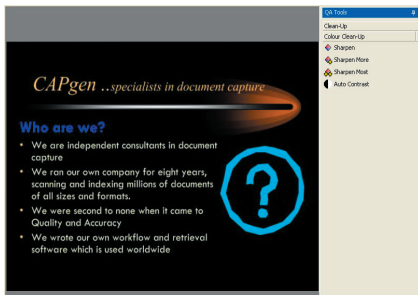 CAPgen ..specialists in document capture
Who are we?
• We are independent consultants in document
capture
• We ran our own company for eight years,
scanning and indexing millions of documents
of all sizes and formats.
• We were second to none when it came to
Quality and Accuracy
• We wrote our own workflow and retrieval
software which is used worldwide
?
QA Tools
Clean-Up
Colour Clean-Up
Sharpen
Sharpen More
Sharpen Most
Auto Contrast